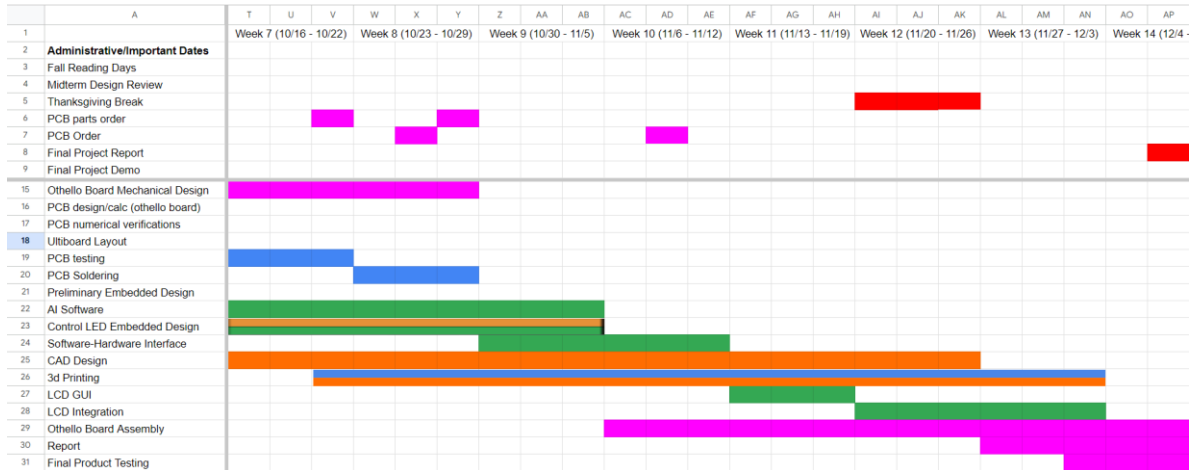 A T U V W X Y Z AA AB AC AD AE AF AG AH AI AJ AK AL AM AN AO AP
1 Week 7 (10/16 - 10/22) Week 8 (10/23 - 10/29) Week 9 (10/30 - 11/5) Week 10 (11/6 - 11/12) Week 11 (11/13 - 11/19) Week 12 (11/20 - 11/26) Week 13 (11/27 - 12/3) Week 14 (12/4 -
2 Administrative/Important Dates
3 Fall Reading Days
4 Midterm Design Review
5 Thanksgiving Break
6 PCB parts order
7 PCB Order
8 Final Project Report
9 Final Project Demo
15 Othello Board Mechanical Design
16 PCB design/calc (othello board)
17 PCB numerical verifications
18 Ultiboard Layout
19 PCB testing
20 PCB Soldering
21 Preliminary Embedded Design
22 AI Software
23 Control LED Embedded Design
24 Software-Hardware Interface
25 CAD Design
26 3d Printing
27 LCD GUI
28 LCD Integration
29 Othello Board Assembly
30 Report
31 Final Product Testing